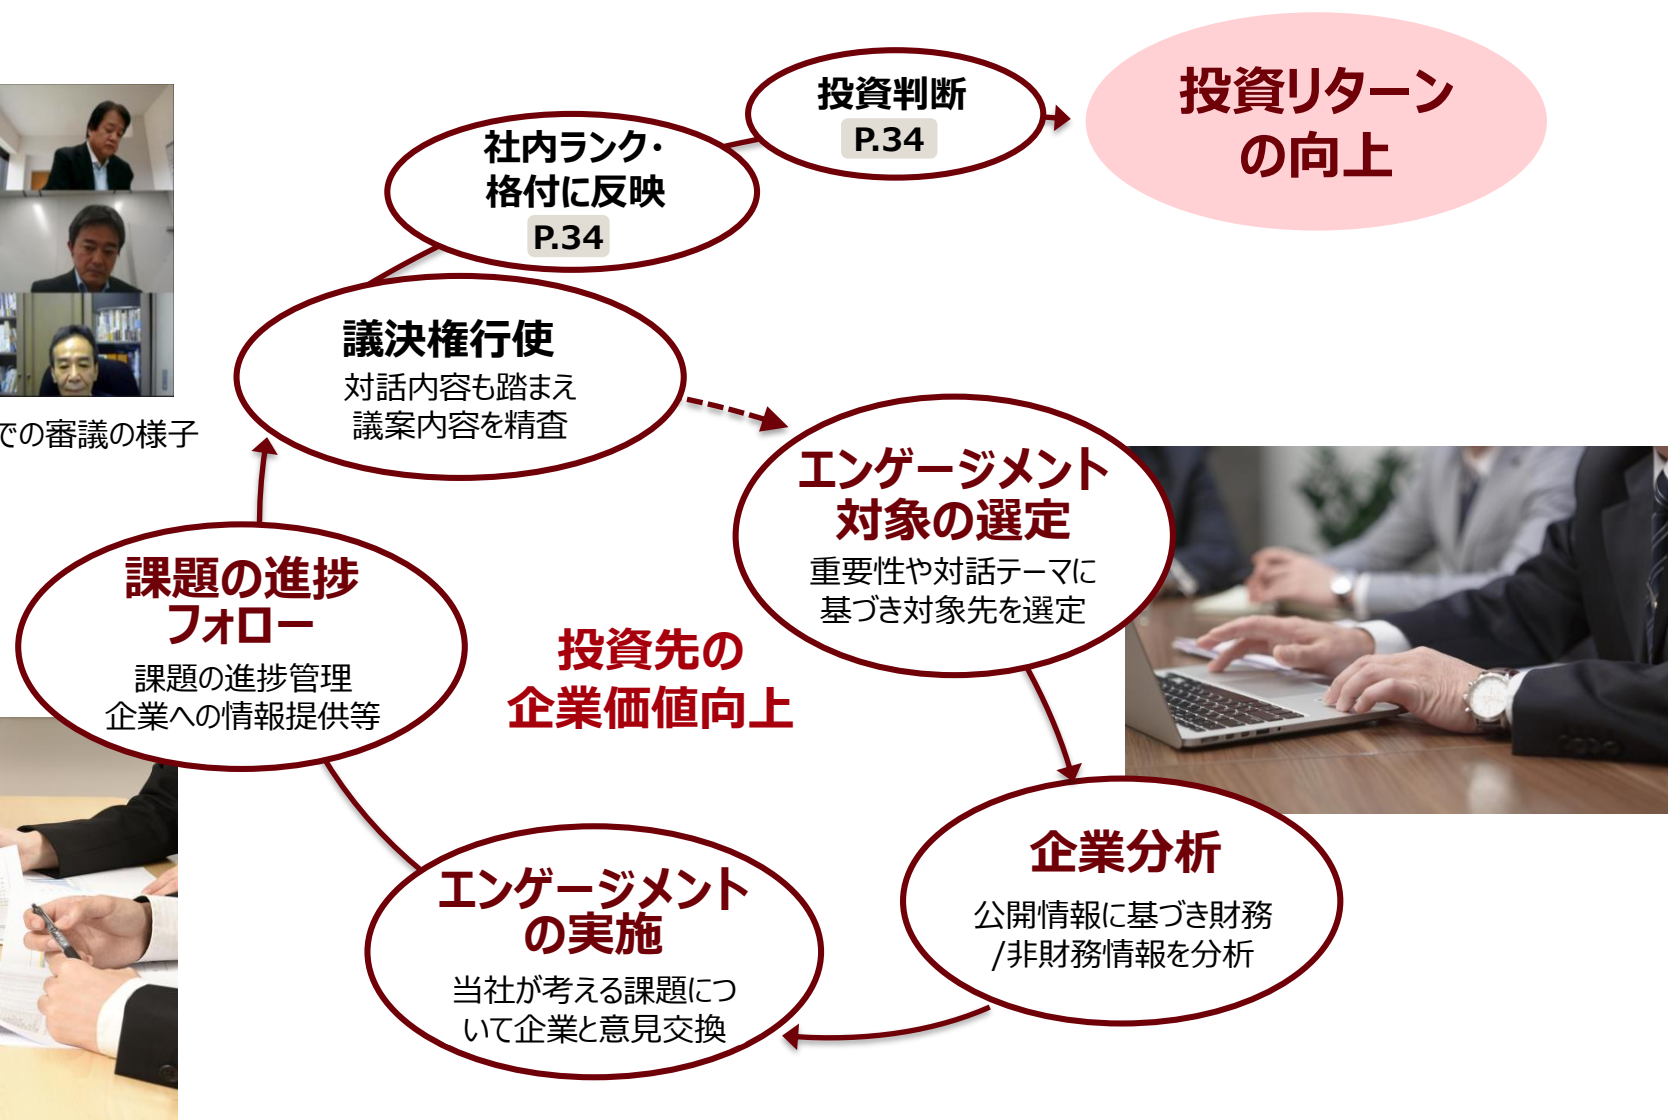 投資リターン
の向上
投資判断
P.34
社内ランク・
格付に反映
P.34
議決権行使
対話内容も踏まえ
議案内容を精査
での審議の様子
エンゲージメント
対象の選定
重要性や対話テーマに
基づき対象先を選定
課題の進捗
フォロー
課題の進捗管理
企業への情報提供等
投資先の
企業価値向上
企業分析
公開情報に基づき財務
/非財務情報を分析
エンゲージメント
の実施
当社が考える課題につ
いて企業と意見交換